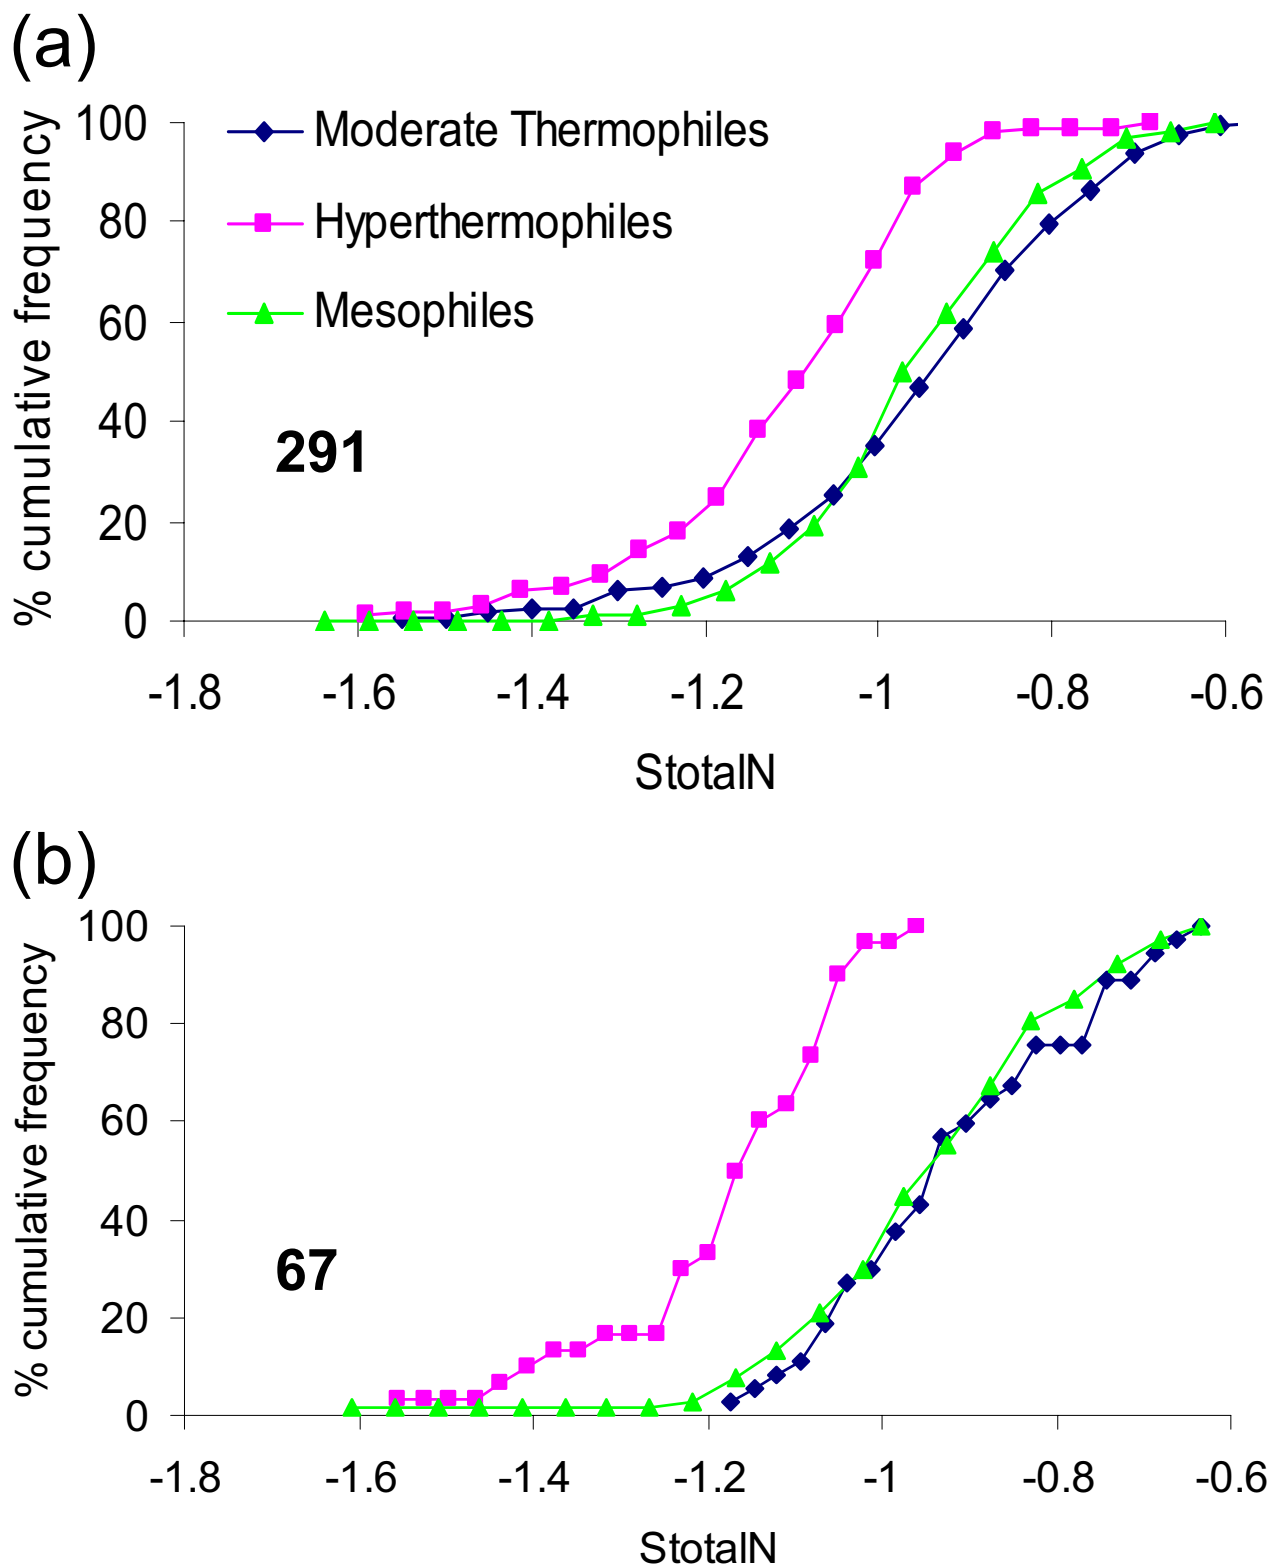 (a)
% cumulative frequency
100
80
60
40
20
0
Moderate Thermophiles
Hyperthermophiles
Mesophiles
291
-1.8 -1.6 -1.4 -1.2 -1 -0.8 -0.6
StotalN
(b)
% cumulative frequency
100
80
60
40
20
0
67
-1.8 -1.6 -1.4 -1.2 -1 -0.8 -0.6
StotalN